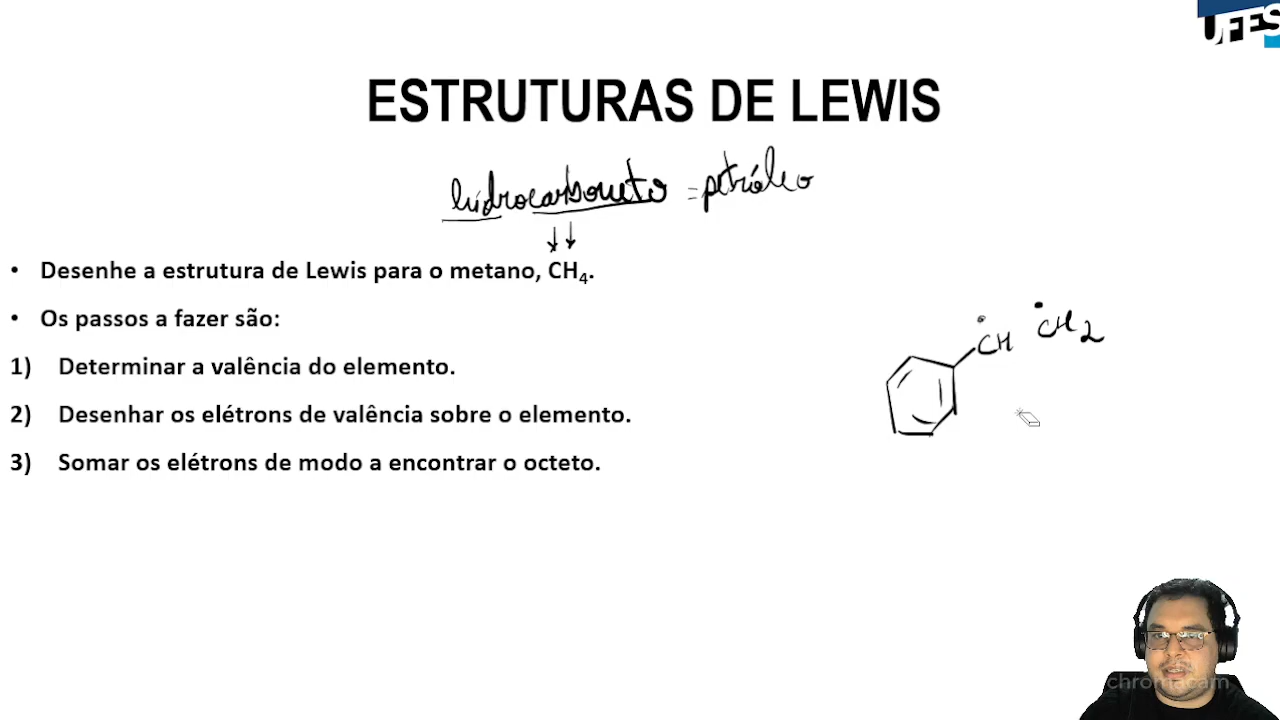 UFES
ESTRUTURAS DE LEWIS
hidrocarboneto = petróleo
• Desenhe a estrutura de Lewis para o metano, CH₄.
• Os passos a fazer são:
1) Determinar a valência do elemento.
2) Desenhar os elétrons de valência sobre o elemento.
3) Somar os elétrons de modo a encontrar o octeto.
CH CH2
chromacam